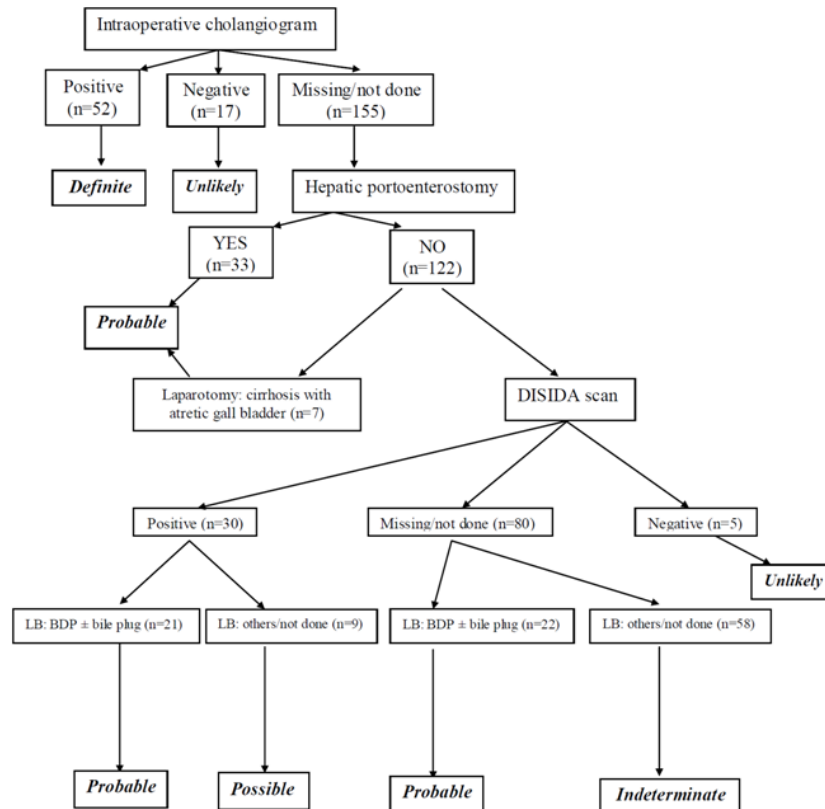 Intraoperative cholangiogram
Positive
(n=52)
Negative
(n=17)
Missing/not done
(n=155)
Definite
Unlikely
Hepatic portoenterostomy
YES
(n=33)
NO
(n=122)
Probable
Laparotomy: cirrhosis with
atretic gall bladder (n=7)
DISIDA scan
Positive (n=30)
Missing/not done (n=80)
Negative (n=5)
Unlikely
LB: BDP ± bile plug (n=21)
LB: others/not done (n=9)
LB: BDP ± bile plug (n=22)
LB: others/not done (n=58)
Probable
Possible
Probable
Indeterminate